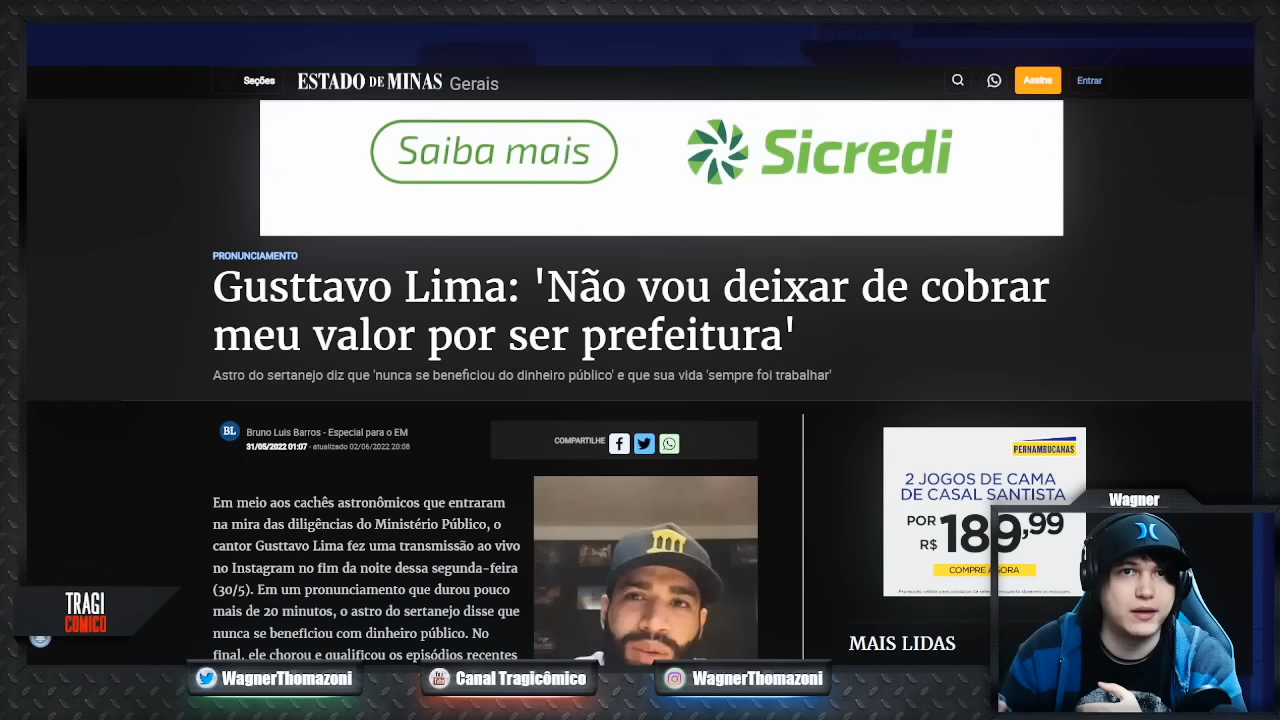 Seções
ESTADO DE MINAS Gerais
Assine
Entrar
Saiba mais
Sicredi
PRONUNCIAMENTO
Gusttavo Lima: 'Não vou deixar de cobrar
meu valor por ser prefeitura'
Astro do sertanejo diz que 'nunca se beneficiou do dinheiro público' e que sua vida 'sempre foi trabalhar'
BL
Bruno Luis Barros - Especial para o EM
31/05/2022 01:07 - atualizado 02/06/2022 20:08
COMPARTILHE
Em meio aos cachês astronômicos que entraram
na mira das diligências do Ministério Público, o
cantor Gusttavo Lima fez uma transmissão ao vivo
no Instagram no fim da noite dessa segunda-feira
(30/5). Em um pronunciamento que durou pouco
mais de 20 minutos, o astro do sertanejo disse que
nunca se beneficiou com dinheiro público. No
final, ele chorou e qualificou os episódios recentes
PERNAMBUCANAS
2 JOGOS DE CAMA
DE CASAL SANTISTA
POR
R$ 189,99
COMPRE AGORA
MAIS LIDAS
Wagner
TRAGI
CÔMICO
WagnerThomazoni
Canal Tragicômico
WagnerThomazoni